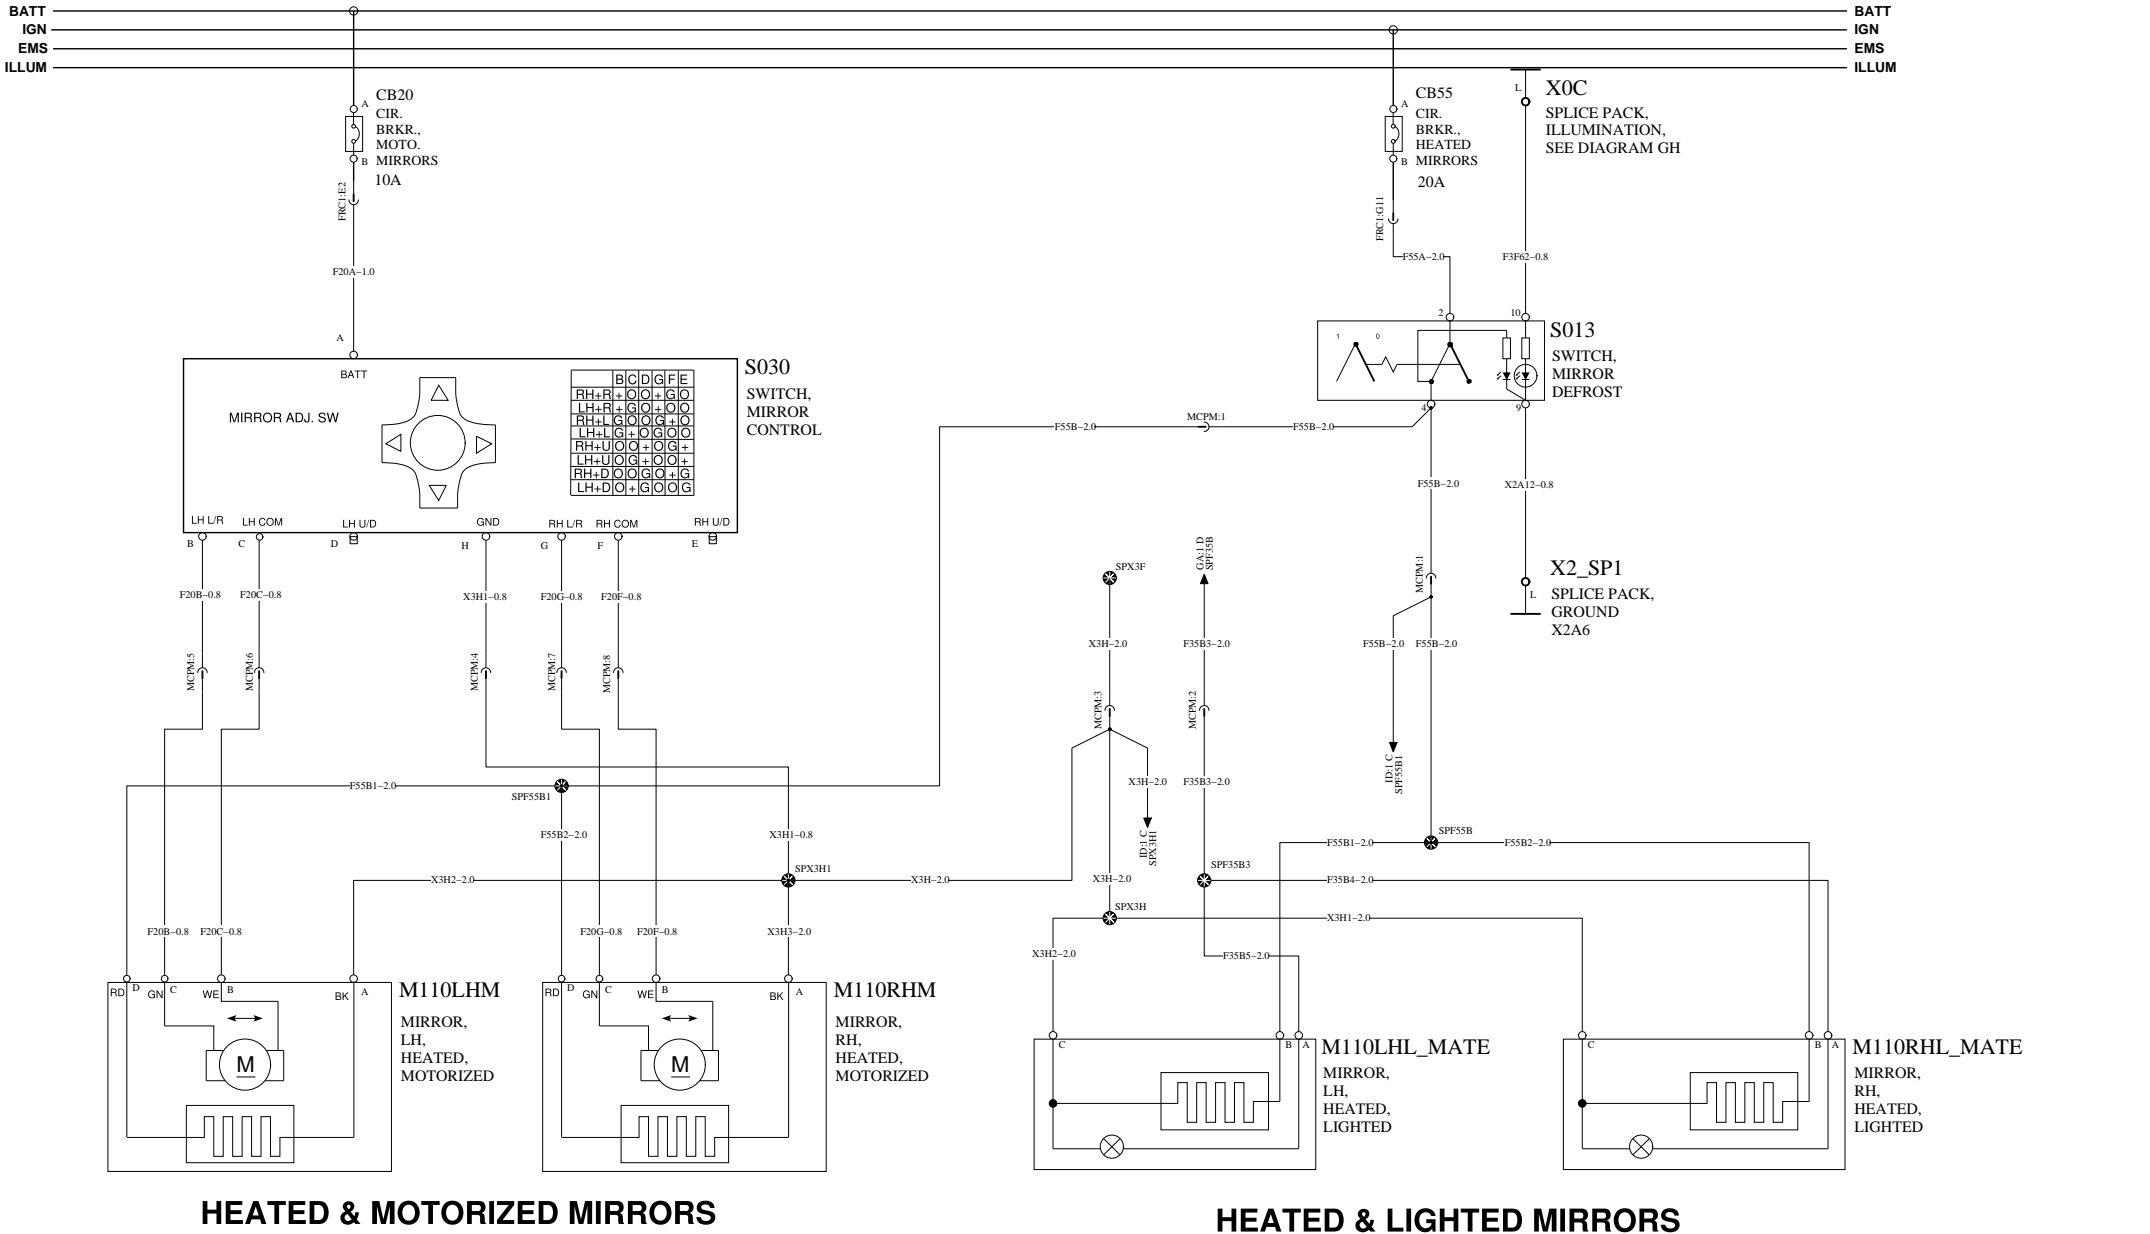 BATT
BATT
IGN
IGN
EMS
EMS
ILLUM
ILLUM
A
CB20
CIR.
BRKR.,
MOTO.
MIRRORS
B
10A
FRC1:E2
F20A–1.0
A
A
CB55
CIR.
BRKR.,
HEATED
MIRRORS
B
20A
FRC1:G11
F55A–2.0
L
X0C
SPLICE PACK,
ILLUMINATION,
SEE DIAGRAM GH
F3F62–0.8
2
10
1
0
S013
SWITCH,
MIRROR
DEFROST
4
9
BATT
MIRROR ADJ. SW
S030
SWITCH,
MIRROR
CONTROL
B C D G F E
RH+R + O O + G O
LH+R + G O + O O
RH+L G O O G + O
LH+L G + O G O O
RH+U O O + O G +
LH+U O G + O O +
RH+D O O G O + G
LH+D O + G O O G
LH L/R
LH COM
LH U/D
GND
RH L/R
RH COM
RH U/D
B
C
D
H
G
F
E
F20B–0.8
F20C–0.8
X3H1–0.8
F20G–0.8
F20F–0.8
MCPM:5
MCPM:6
MCPM:4
MCPM:7
MCPM:8
F55B–2.0
MCPM:1
F55B–2.0
F55B–2.0
X2A12–0.8
MCPM:1
X2_SP1
L
SPLICE PACK,
GROUND
X2A6
SPX3F
GA:1 D
SPF35B
X3H–2.0
F35B3–2.0
F55B–2.0
F55B–2.0
MCPM:3
MCPM:2
X3H–2.0
F35B3–2.0
ID:1 C
SPF55B1
ID:1 C
SPX3H1
F55B1–2.0
SPF55B1
F55B2–2.0
X3H1–0.8
SPX3H1
X3H2–2.0
X3H–2.0
X3H–2.0
SPF35B3
SPF55B
F55B1–2.0
F55B2–2.0
F35B4–2.0
SPX3H
X3H1–2.0
X3H2–2.0
F35B5–2.0
F20B–0.8
F20C–0.8
F20G–0.8
F20F–0.8
X3H3–2.0
RD
D
GN
C
WE
B
BK
A
M
M110LHM
MIRROR,
LH,
HEATED,
MOTORIZED
RD
D
GN
C
WE
B
BK
A
M
M110RHM
MIRROR,
RH,
HEATED,
MOTORIZED
C
B
A
M110LHL_MATE
MIRROR,
LH,
HEATED,
LIGHTED
C
B
A
M110RHL_MATE
MIRROR,
RH,
HEATED,
LIGHTED
HEATED & MOTORIZED MIRRORS
HEATED & LIGHTED MIRRORS